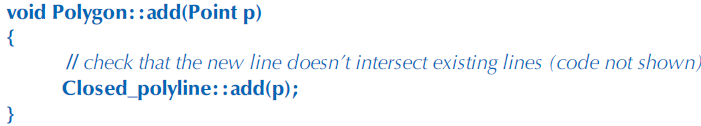 void Polygon::add(Point p)
{
// check that the new line doesn't intersect existing lines (code not shown)
Closed_polyline::add(p);
}